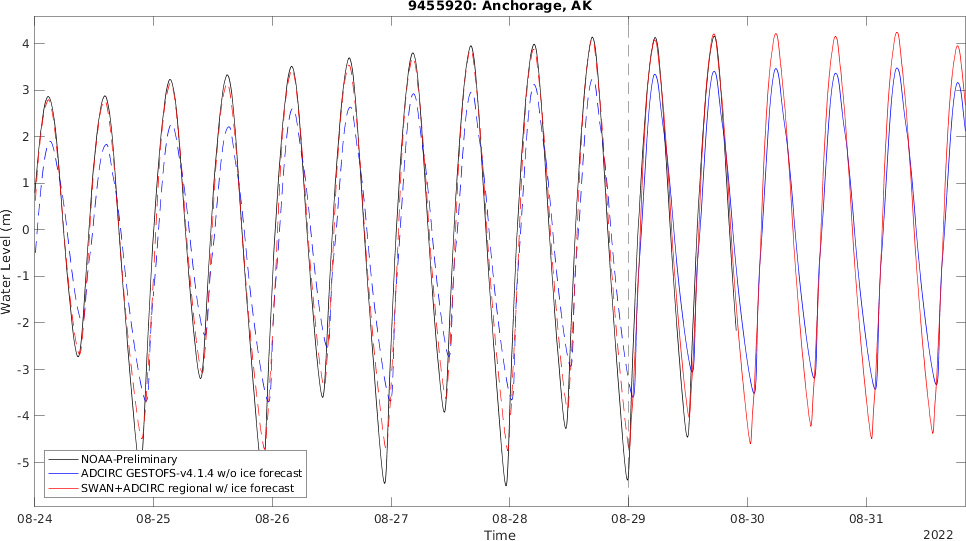 9455920: Anchorage, AK
4
3
2
1
0
-1
-2
-3
-4
-5
Water Level (m)
NOAA-Preliminary
ADCIRC GESTOFS-v4.1.4 w/o ice forecast
SWAN+ADCIRC regional w/ ice forecast
08-24 08-25 08-26 08-27 08-28 08-29 08-30 08-31
Time
2022